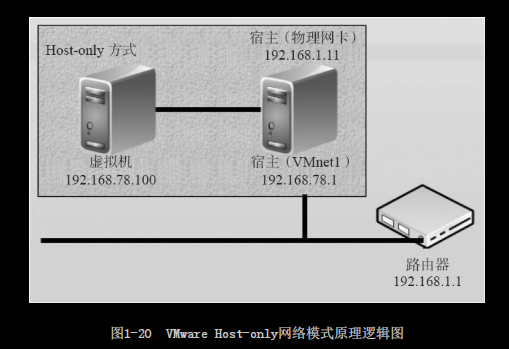 Host-only 方式
宿主（物理网卡）
192.168.1.11
虚拟机
192.168.78.100
宿主（VMnet1）
192.168.78.1
路由器
192.168.1.1
图1-20 VMware Host-only网络模式原理逻辑图